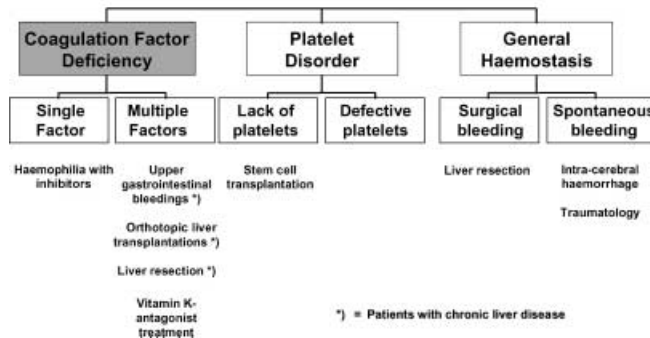 Coagulation Factor
Deficiency
Platelet
Disorder
General
Haemostasis
Single
Factor
Multiple
Factors
Lack of
platelets
Defective
platelets
Surgical
bleeding
Spontaneous
bleeding
Haemophilia with
inhibitors
Upper
gastrointestinal
bleedings *)
Orthotopic liver
transplantations *)
Liver resection *)
Vitamin K-
antagonist
treatment
Stem cell
transplantation
Liver resection
Intra-cerebral
haemorrhage
Traumatology
*) = Patients with chronic liver disease